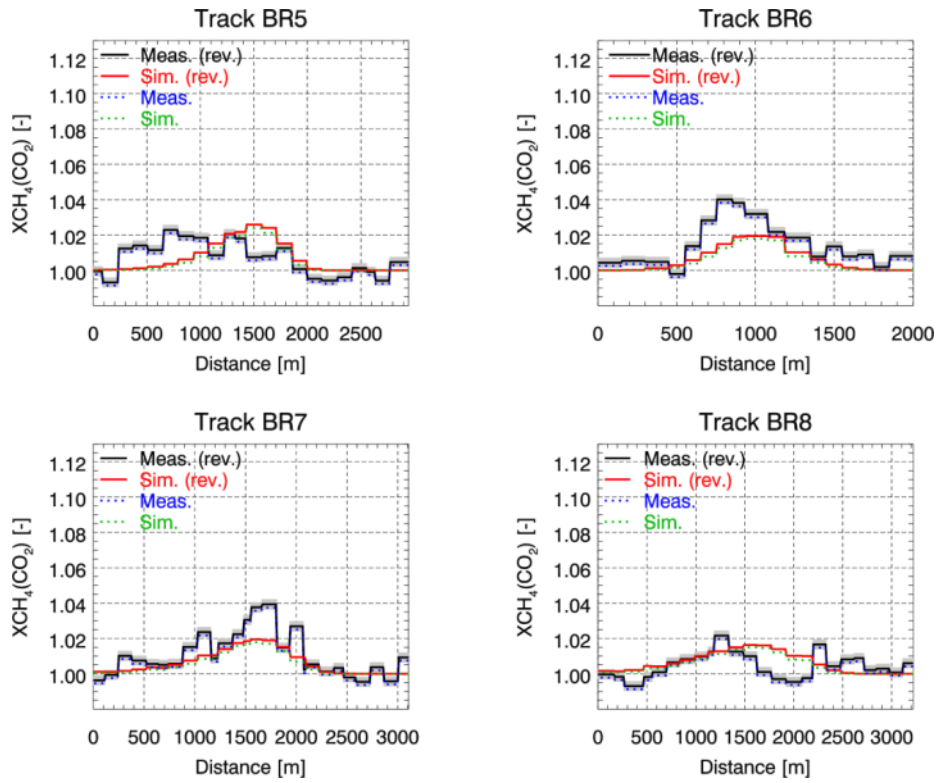 Track BR5
Meas. (rev.)
Sim. (rev.)
Meas.
Sim.
XCH₄(CO₂) [-]
1.12
1.10
1.08
1.06
1.04
1.02
1.00
0 500 1000 1500 2000 2500
Distance [m]
Track BR6
Meas. (rev.)
Sim. (rev.)
Meas.
Sim.
XCH₄(CO₂) [-]
1.12
1.10
1.08
1.06
1.04
1.02
1.00
0 500 1000 1500 2000
Distance [m]
Track BR7
Meas. (rev.)
Sim. (rev.)
Meas.
Sim.
XCH₄(CO₂) [-]
1.12
1.10
1.08
1.06
1.04
1.02
1.00
0 500 1000 1500 2000 2500 3000
Distance [m]
Track BR8
Meas. (rev.)
Sim. (rev.)
Meas.
Sim.
XCH₄(CO₂) [-]
1.12
1.10
1.08
1.06
1.04
1.02
1.00
0 500 1000 1500 2000 2500 3000
Distance [m]